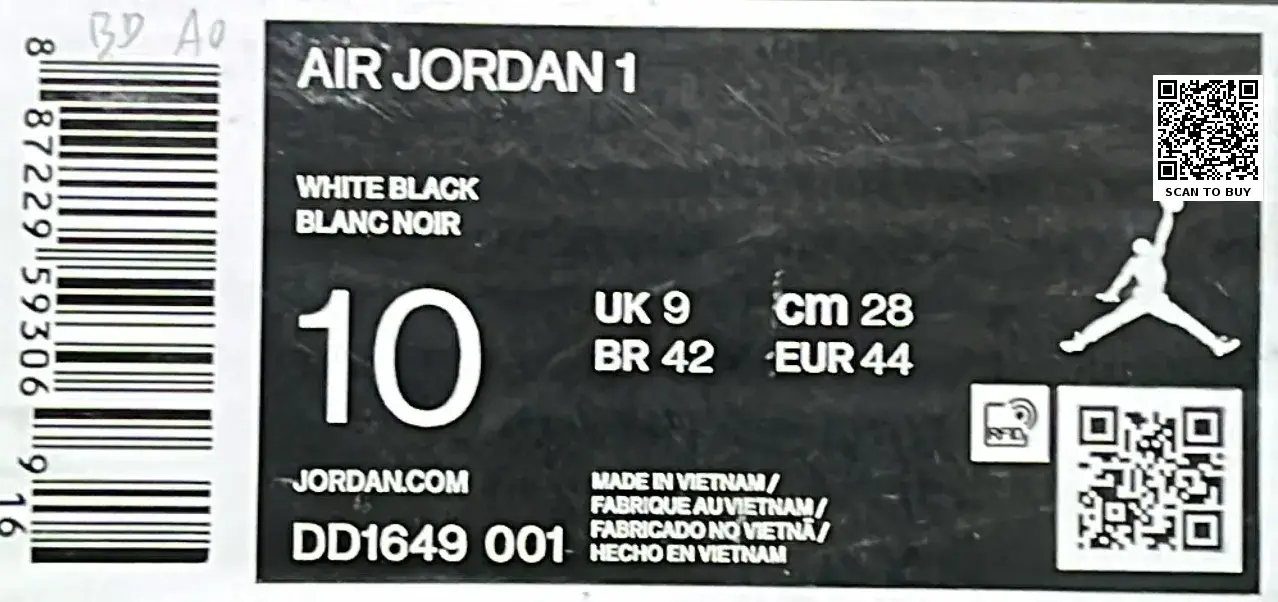 BD AO
8 87229 59306 9
16
AIR JORDAN 1
SCAN TO BUY
WHITE BLACK
BLANC NOIR
10
UK 9
cm 28
BR 42
EUR 44
RFID
JORDAN.COM
DD1649 001
MADE IN VIETNAM/
FABRIQUE AU VIETNAM/
FABRICADO NO VIETNÃ/
HECHO EN VIETNAM